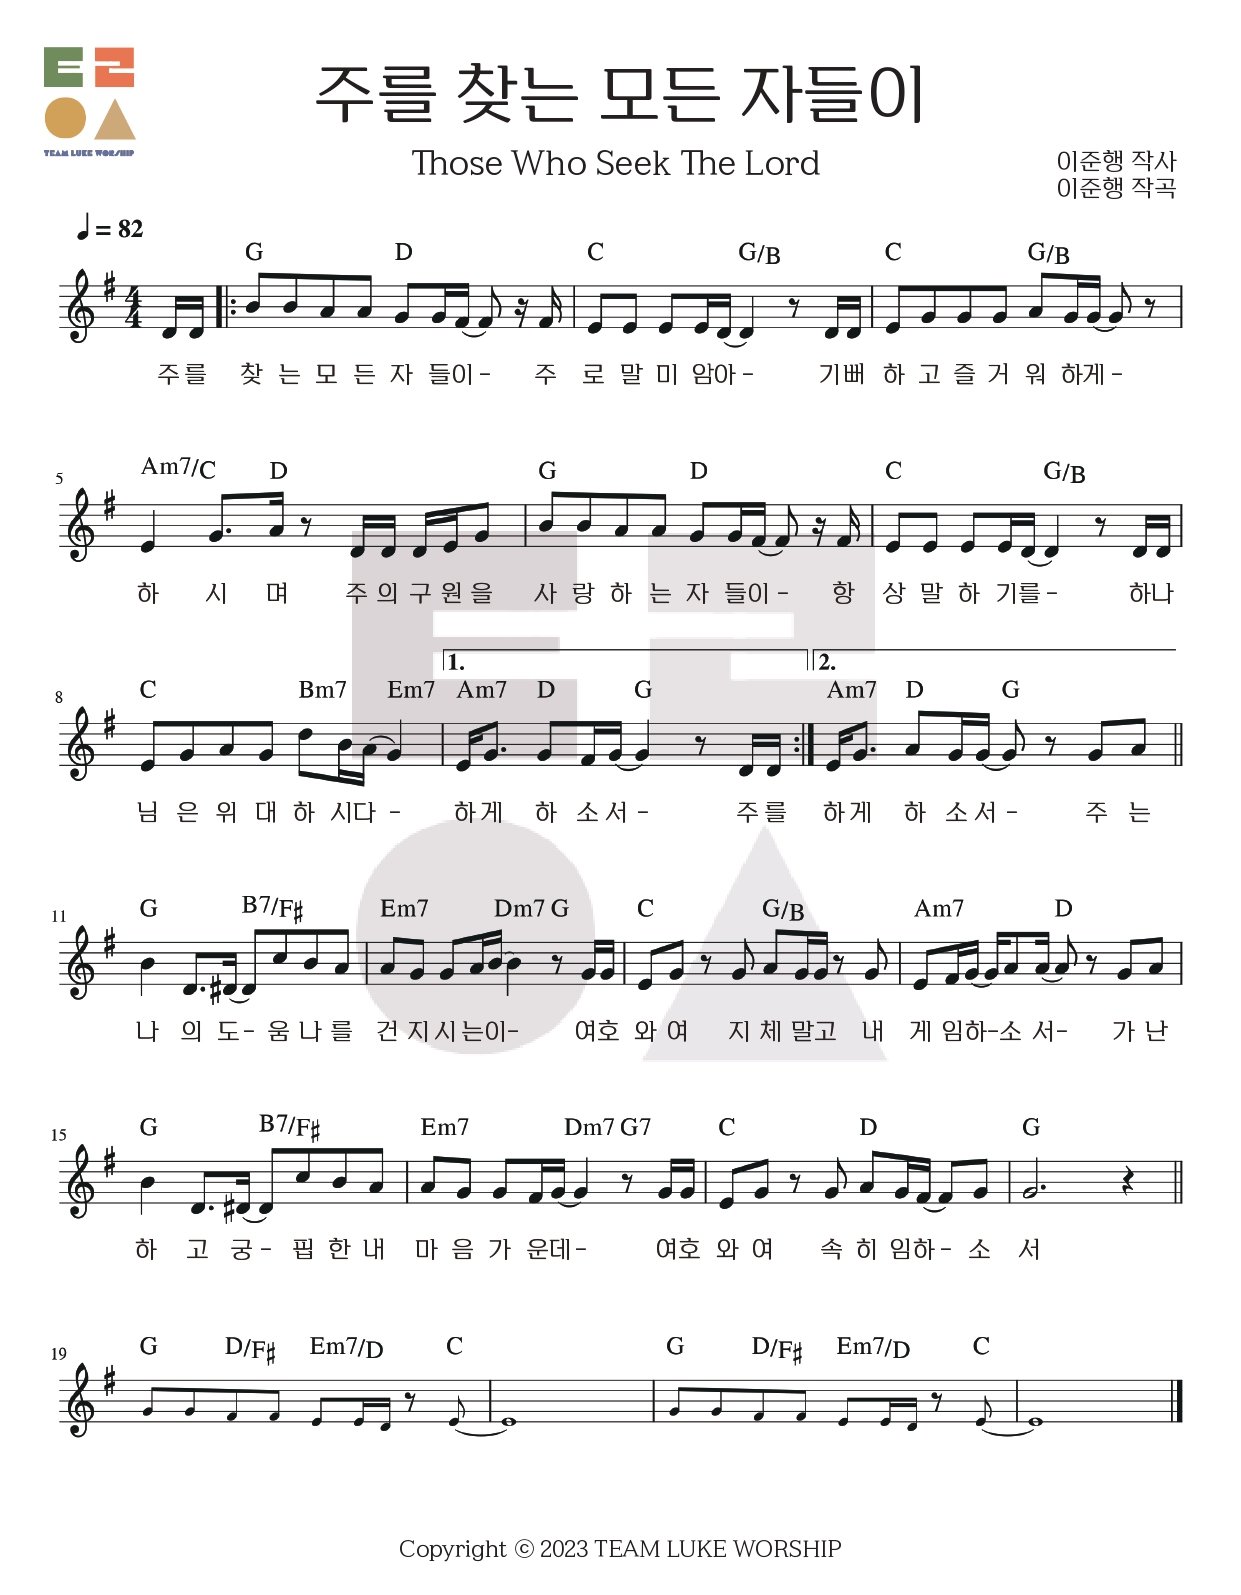 TEAM LUKE WORSHIP
주를 찾는 모든 자들이
Those Who Seek The Lord
이준행 작사
이준행 작곡
♩ = 82
G D C G/B C G/B
4 4
주를 찾 는 모 든 자 들이- 주 로 말 미 암아- 기뻐 하 고 즐 거 워 하게-
Am7/C D G D C G/B
5
하 시 며 주 의 구 원 을 사 랑 하 는 자 들이- 항 상 말 하 기를- 하나
1. 2.
C Bm7 Em7 Am7 D G Am7 D G
8
님 은 위 대 하 시다- 하게 하 소 서- 주를 하게 하 소 서- 주 는
G B7/F♯ Em7 Dm7 G C G/B Am7 D
11
나 의 도- 움 나 를 건 지 시 는이- 여호 와 여 지 체 말고 내 게 임하-소 서- 가 난
G B7/F♯ Em7 Dm7 G7 C D G
15
하 고 궁- 핍 한 내 마 음 가 운데- 여호 와 여 속 히 임하- 소 서
G D/F♯ Em7/D C G D/F♯ Em7/D C
19
Copyright ⓒ 2023 TEAM LUKE WORSHIP